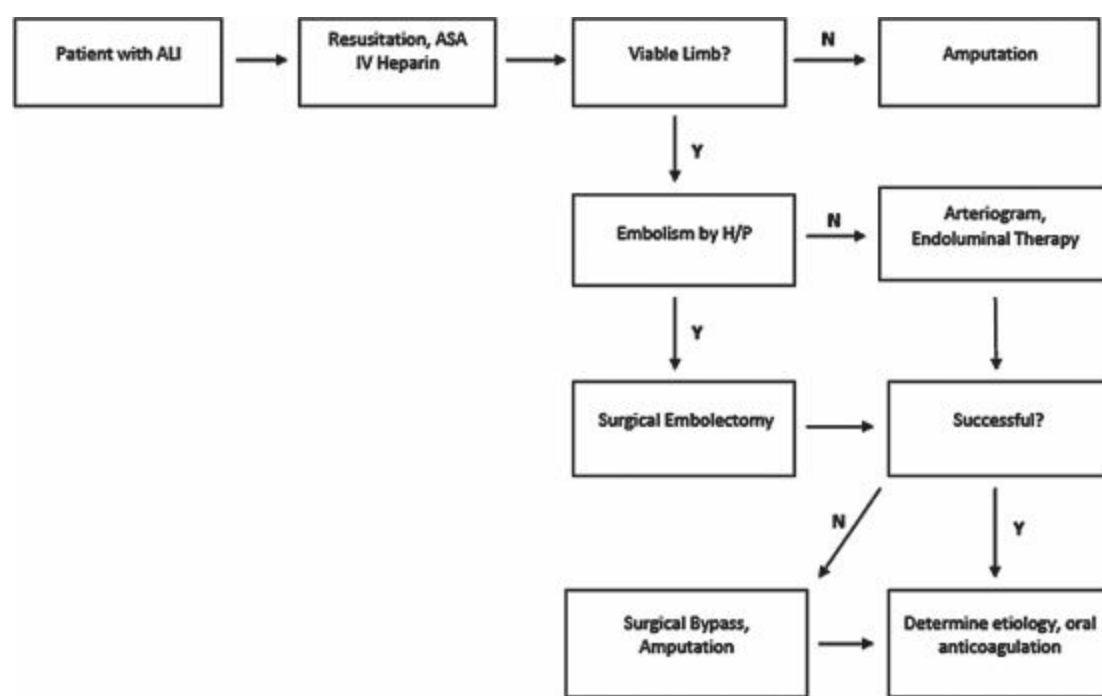 Patient with ALI
Resusitation, ASA
IV Heparin
Viable Limb?
N
Amputation
Y
Embolism by H/P
N
Arteriogram,
Endoluminal Therapy
Y
Surgical Embolectomy
Successful?
N
Y
Surgical Bypass,
Amputation
Determine etiology, oral
anticoagulation